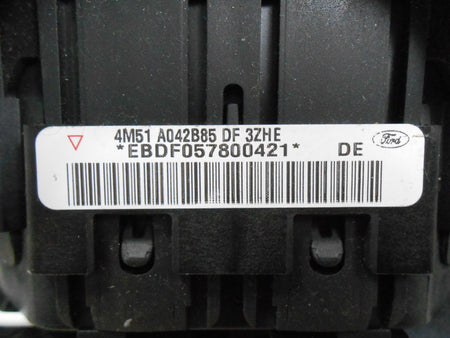 4M51 A042B85 DF 3ZHE
*EBDF057800421* DE Ford